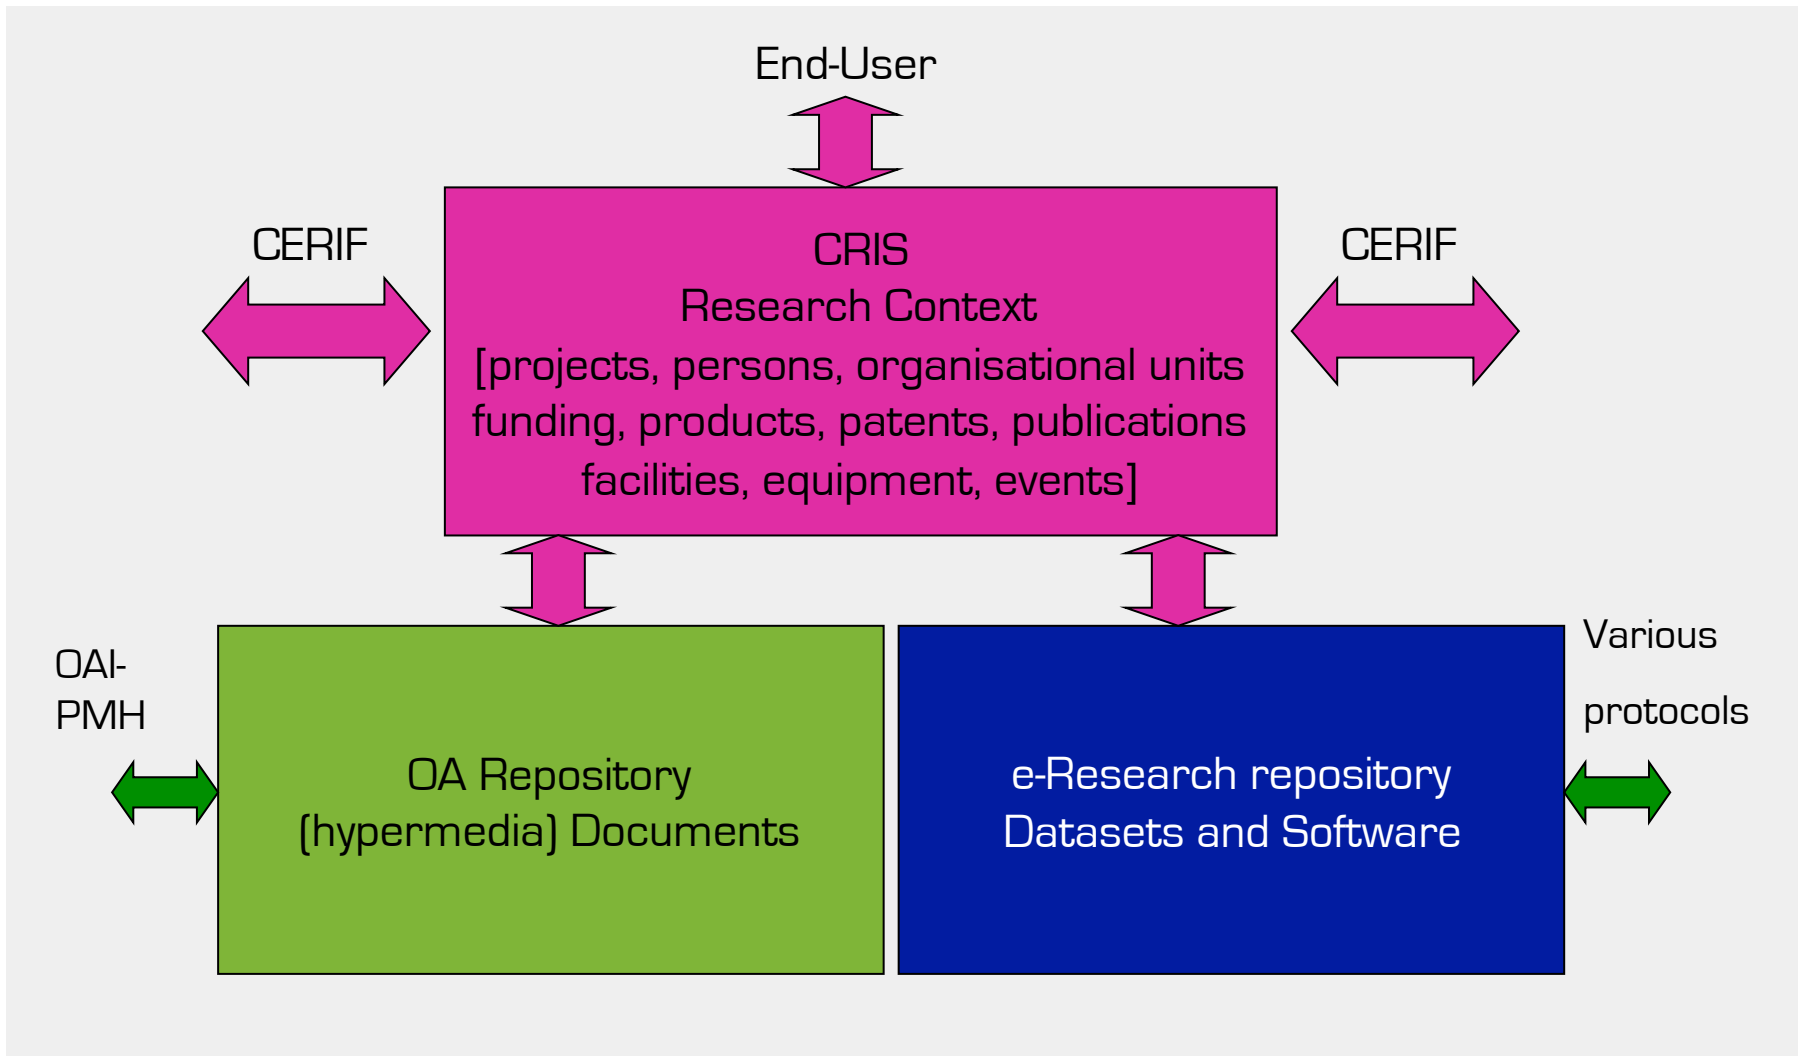 End-User
CERIF
CERIF
CRIS
Research Context
[projects, persons, organisational units
funding, products, patents, publications
facilities, equipment, events]
OAI-
PMH
Various
protocols
OA Repository
(hypermedia) Documents
e-Research repository
Datasets and Software